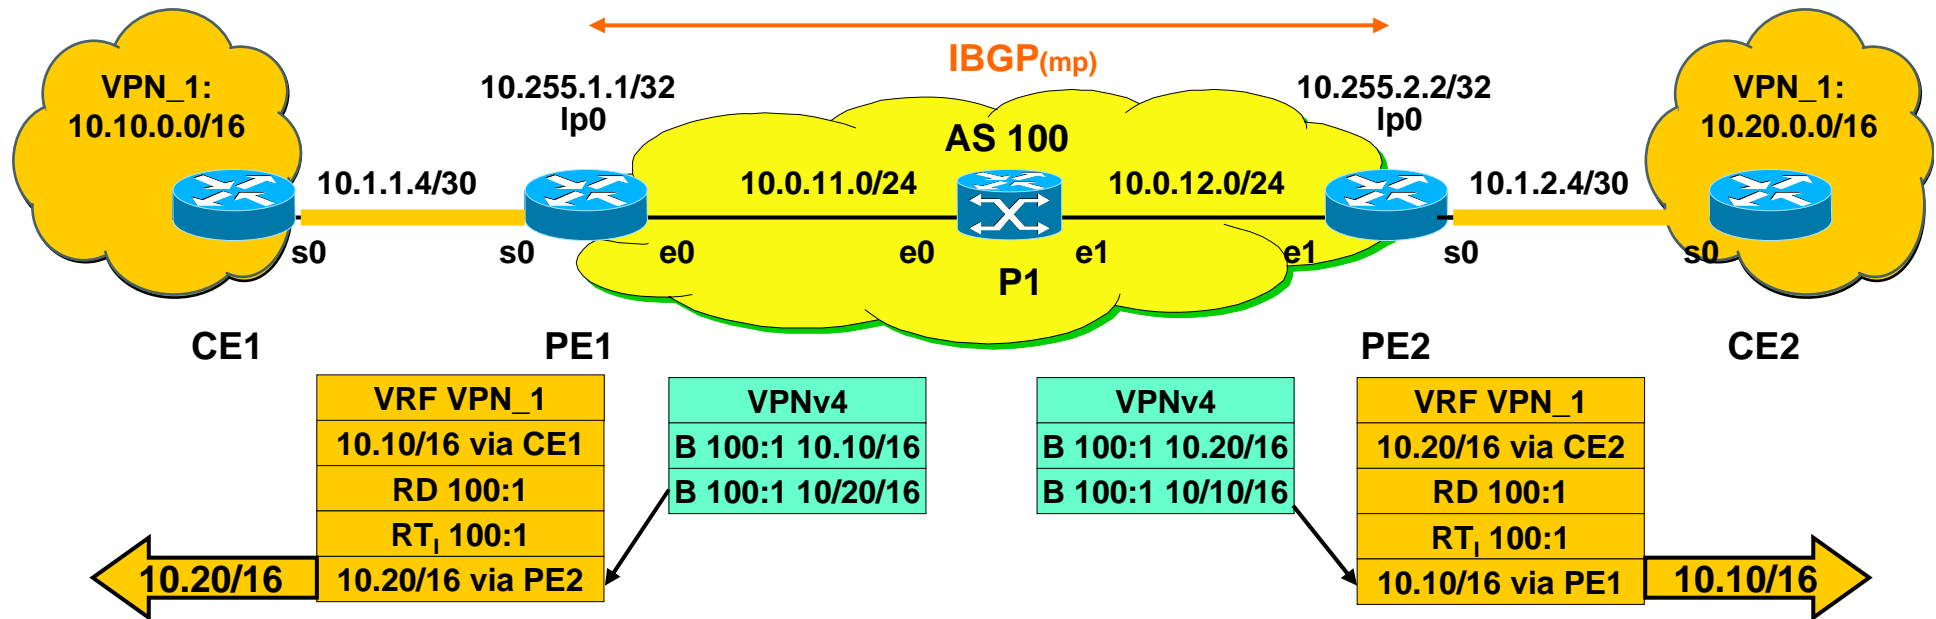 IBGP(mp)
VPN_1:
10.10.0.0/16
10.255.1.1/32
lp0
10.255.2.2/32
lp0
VPN_1:
10.20.0.0/16
AS 100
10.1.1.4/30
10.0.11.0/24
10.0.12.0/24
10.1.2.4/30
s0
s0
e0
e0
e1
e1
s0
s0
P1
CE1
PE1
PE2
CE2
VRF VPN_1
10.10/16 via CE1
RD 100:1
RTI 100:1
10.20/16 via PE2
10.20/16
VPNv4
B 100:1 10.10/16
B 100:1 10/20/16
VPNv4
B 100:1 10.20/16
B 100:1 10/10/16
VRF VPN_1
10.20/16 via CE2
RD 100:1
RTI 100:1
10.10/16 via PE1
10.10/16